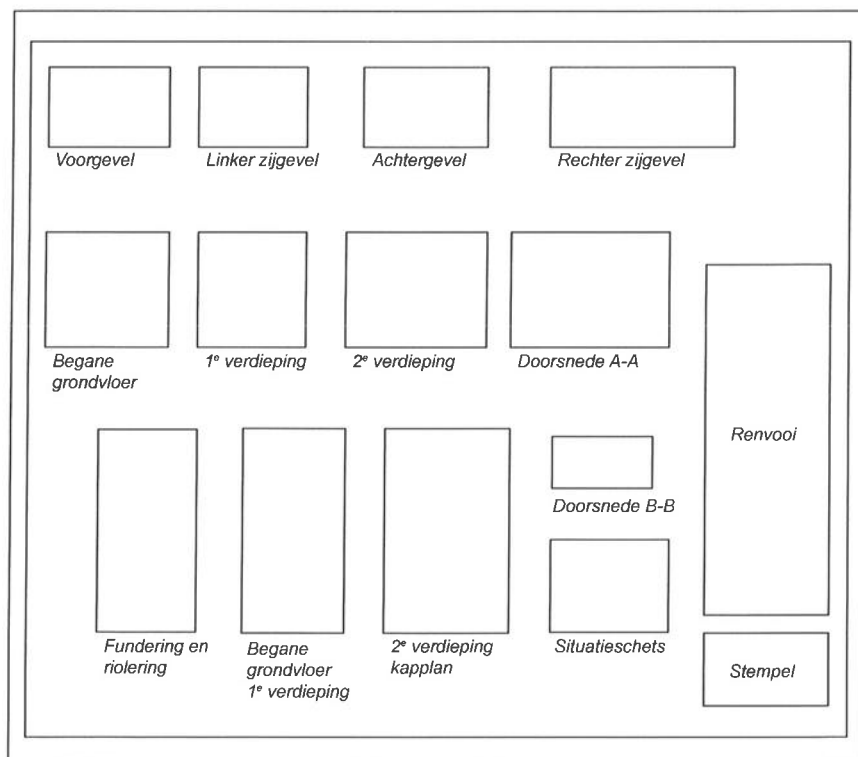 Voorgevel
Linker zijgevel
Achtergevel
Rechter zijgevel
Begane
grondvloer
1e verdieping
2e verdieping
Doorsnede A-A
Renvooi
Doorsnede B-B
Fundering en
riolering
Begane
grondvloer
1e verdieping
2e verdieping
kapplan
Situatieschets
Stempel